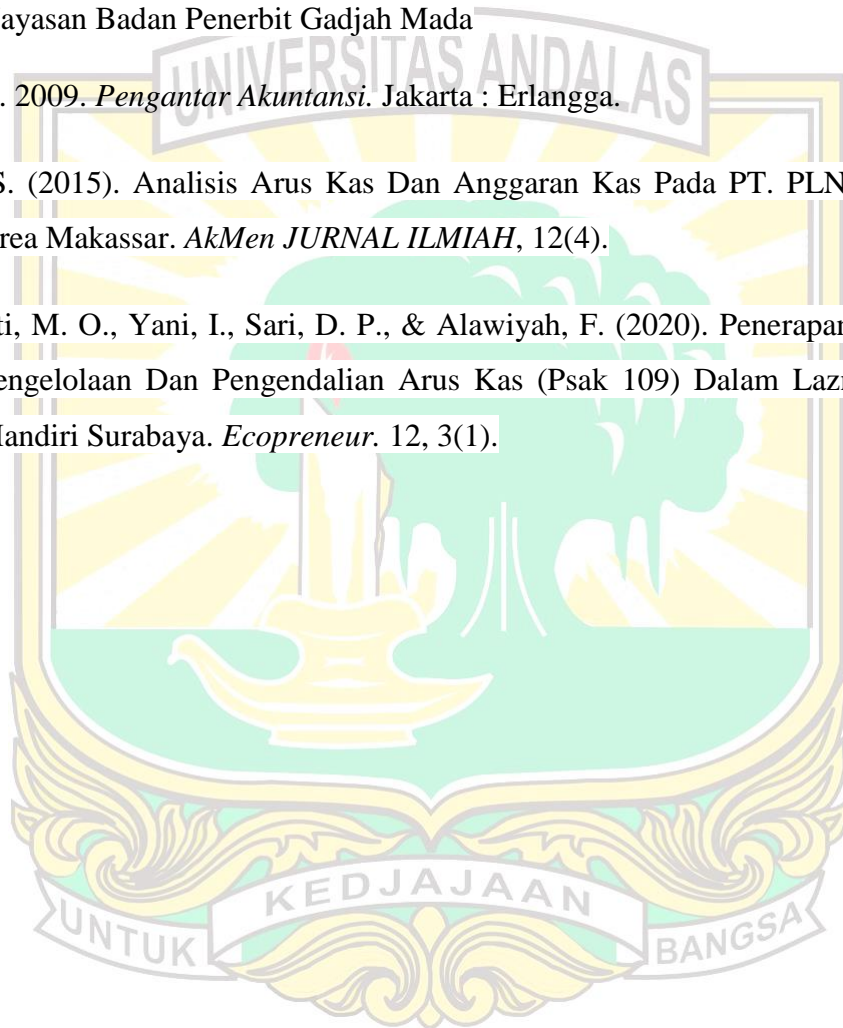 ayasan Badan Penerbit Gadjah Mada
UNIVERSITAS ANDALAS
. 2009. Pengantar Akuntansi. Jakarta : Erlangga.
S. (2015). Analisis Arus Kas Dan Anggaran Kas Pada PT. PLN
rea Makassar. AkMen JURNAL ILMIAH, 12(4).
ti, M. O., Yani, I., Sari, D. P., & Alawiyah, F. (2020). Penerapan
engelolaan Dan Pengendalian Arus Kas (Psak 109) Dalam Lazn
Mandiri Surabaya. Ecopreneur. 12, 3(1).
KEDJAJAAN
UNTUK BANGSA